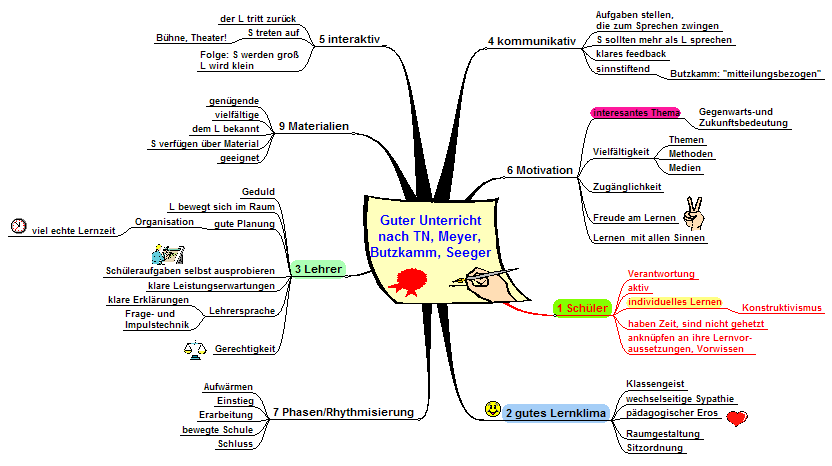 Guter Unterricht
nach TN, Meyer,
Butzkamm, Seeger
1 Schüler
Verantwortung
aktiv
individuelles Lernen
Konstruktivismus
haben Zeit, sind nicht gehetzt
anknüpfen an ihre Lernvor-
aussetzungen, Vorwissen
2 gutes Lernklima
Klassengeist
wechselseitige Sypathie
pädagogischer Eros
Raumgestaltung
Sitzordnung
3 Lehrer
Geduld
L bewegt sich im Raum
gute Planung
Organisation
viel echte Lernzeit
Schüleraufgaben selbst ausprobieren
klare Leistungserwartungen
Lehrersprache
klare Erklärungen
Frage- und
Impulstechnik
Gerechtigkeit
4 kommunikativ
Aufgaben stellen,
die zum Sprechen zwingen
S sollten mehr als L sprechen
klares feedback
sinnstiftend
Butzkamm: "mitteilungsbezogen"
5 interaktiv
der L tritt zurück
S treten auf
Bühne, Theater!
Folge: S werden groß
L wird klein
6 Motivation
interesantes Thema
Gegenwarts-und
Zukunftsbedeutung
Vielfältigkeit
Themen
Methoden
Medien
Zugänglichkeit
Freude am Lernen
Lernen mit allen Sinnen
7 Phasen/Rhythmisierung
Aufwärmen
Einstieg
Erarbeitung
bewegte Schule
Schluss
9 Materialien
genügende
vielfältige
dem L bekannt
S verfügen über Material
geeignet